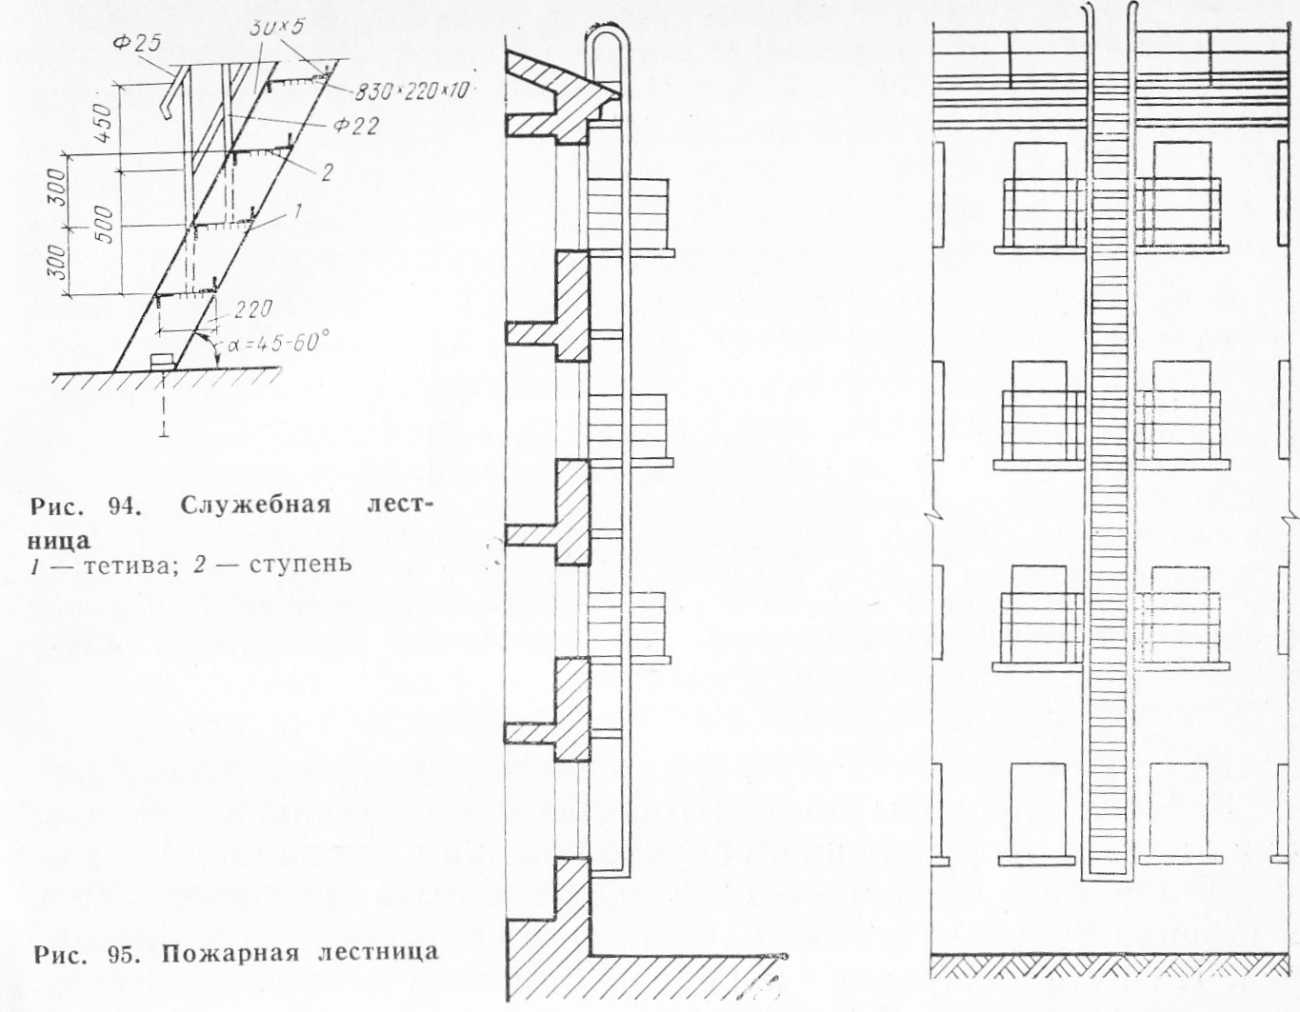 30×5
Ф25
830×220×10
450
Ф22
2
300
500
1
300
220
α=45-60°
Рис. 94. Служебная лест-
ница
1 — тетива; 2 — ступень
Рис. 95. Пожарная лестница